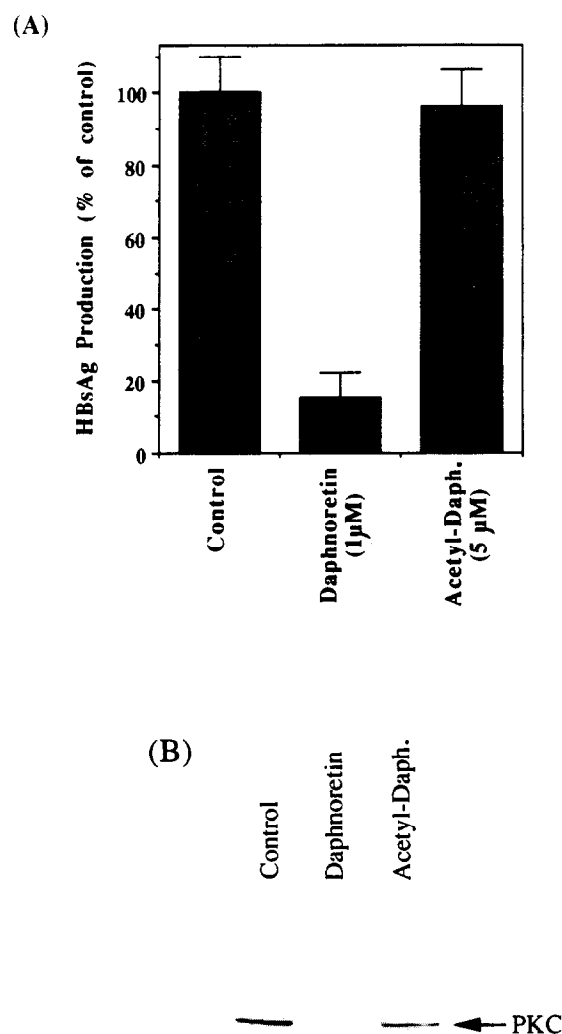 (A)
HBsAg Production (% of control)
100
80
60
40
20
0
Control
Daphnoretin
(1µM)
Acetyl-Daph.
(5 µM)
(B)
Control
Daphnoretin
Acetyl-Daph.
PKC